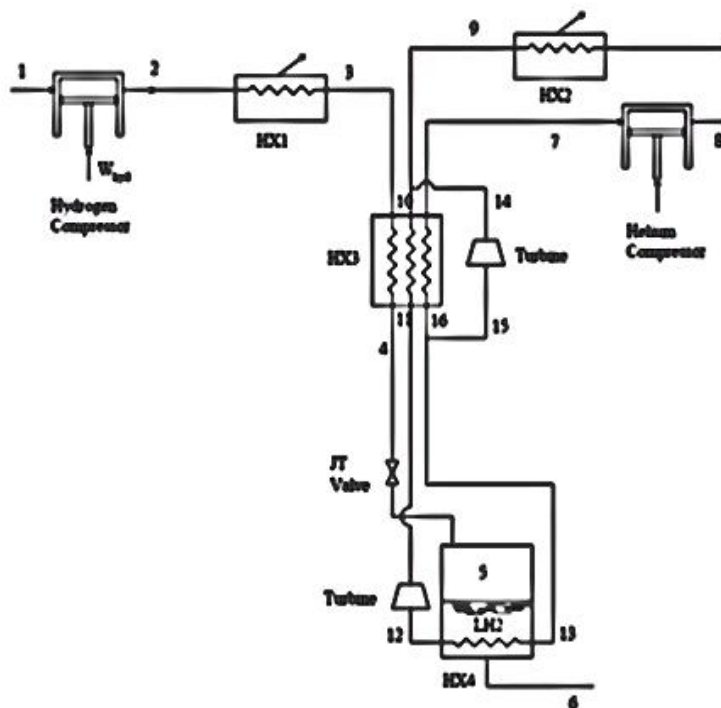 1
2
3
9
HX2
HX1
7
8
W
Hydrogen
Compressor
Helium
Compressor
10
14
HX3
Turbine
11
16
15
4
JT
Valve
5
Turbine
LH2
12
13
HX4
6